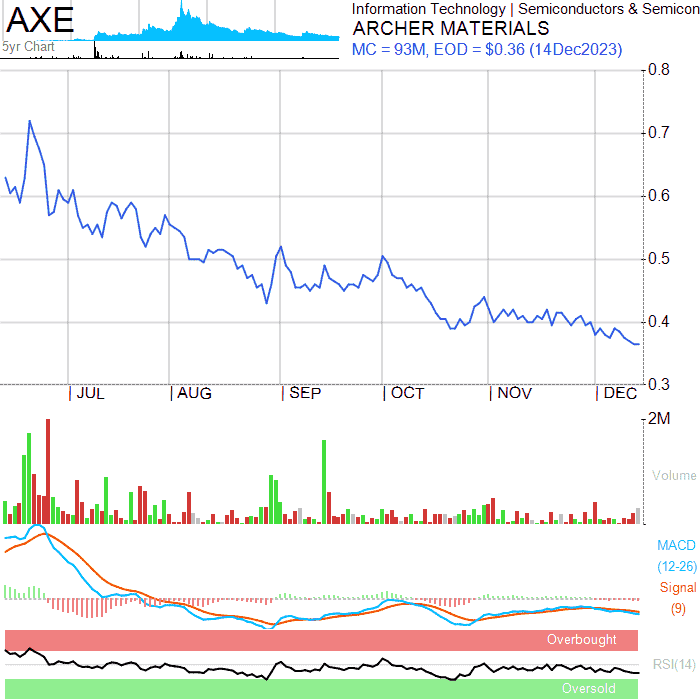 AXE
5yr Chart
Information Technology | Semiconductors & Semicon
ARCHER MATERIALS
MC = 93M, EOD = $0.36 (14Dec2023)
0.8
0.7
0.6
0.5
0.4
0.3
| JUL | AUG | SEP | OCT | NOV | DEC
2M
Volume
MACD
(12-26)
Signal
(9)
Overbought
RSI(14)
Oversold